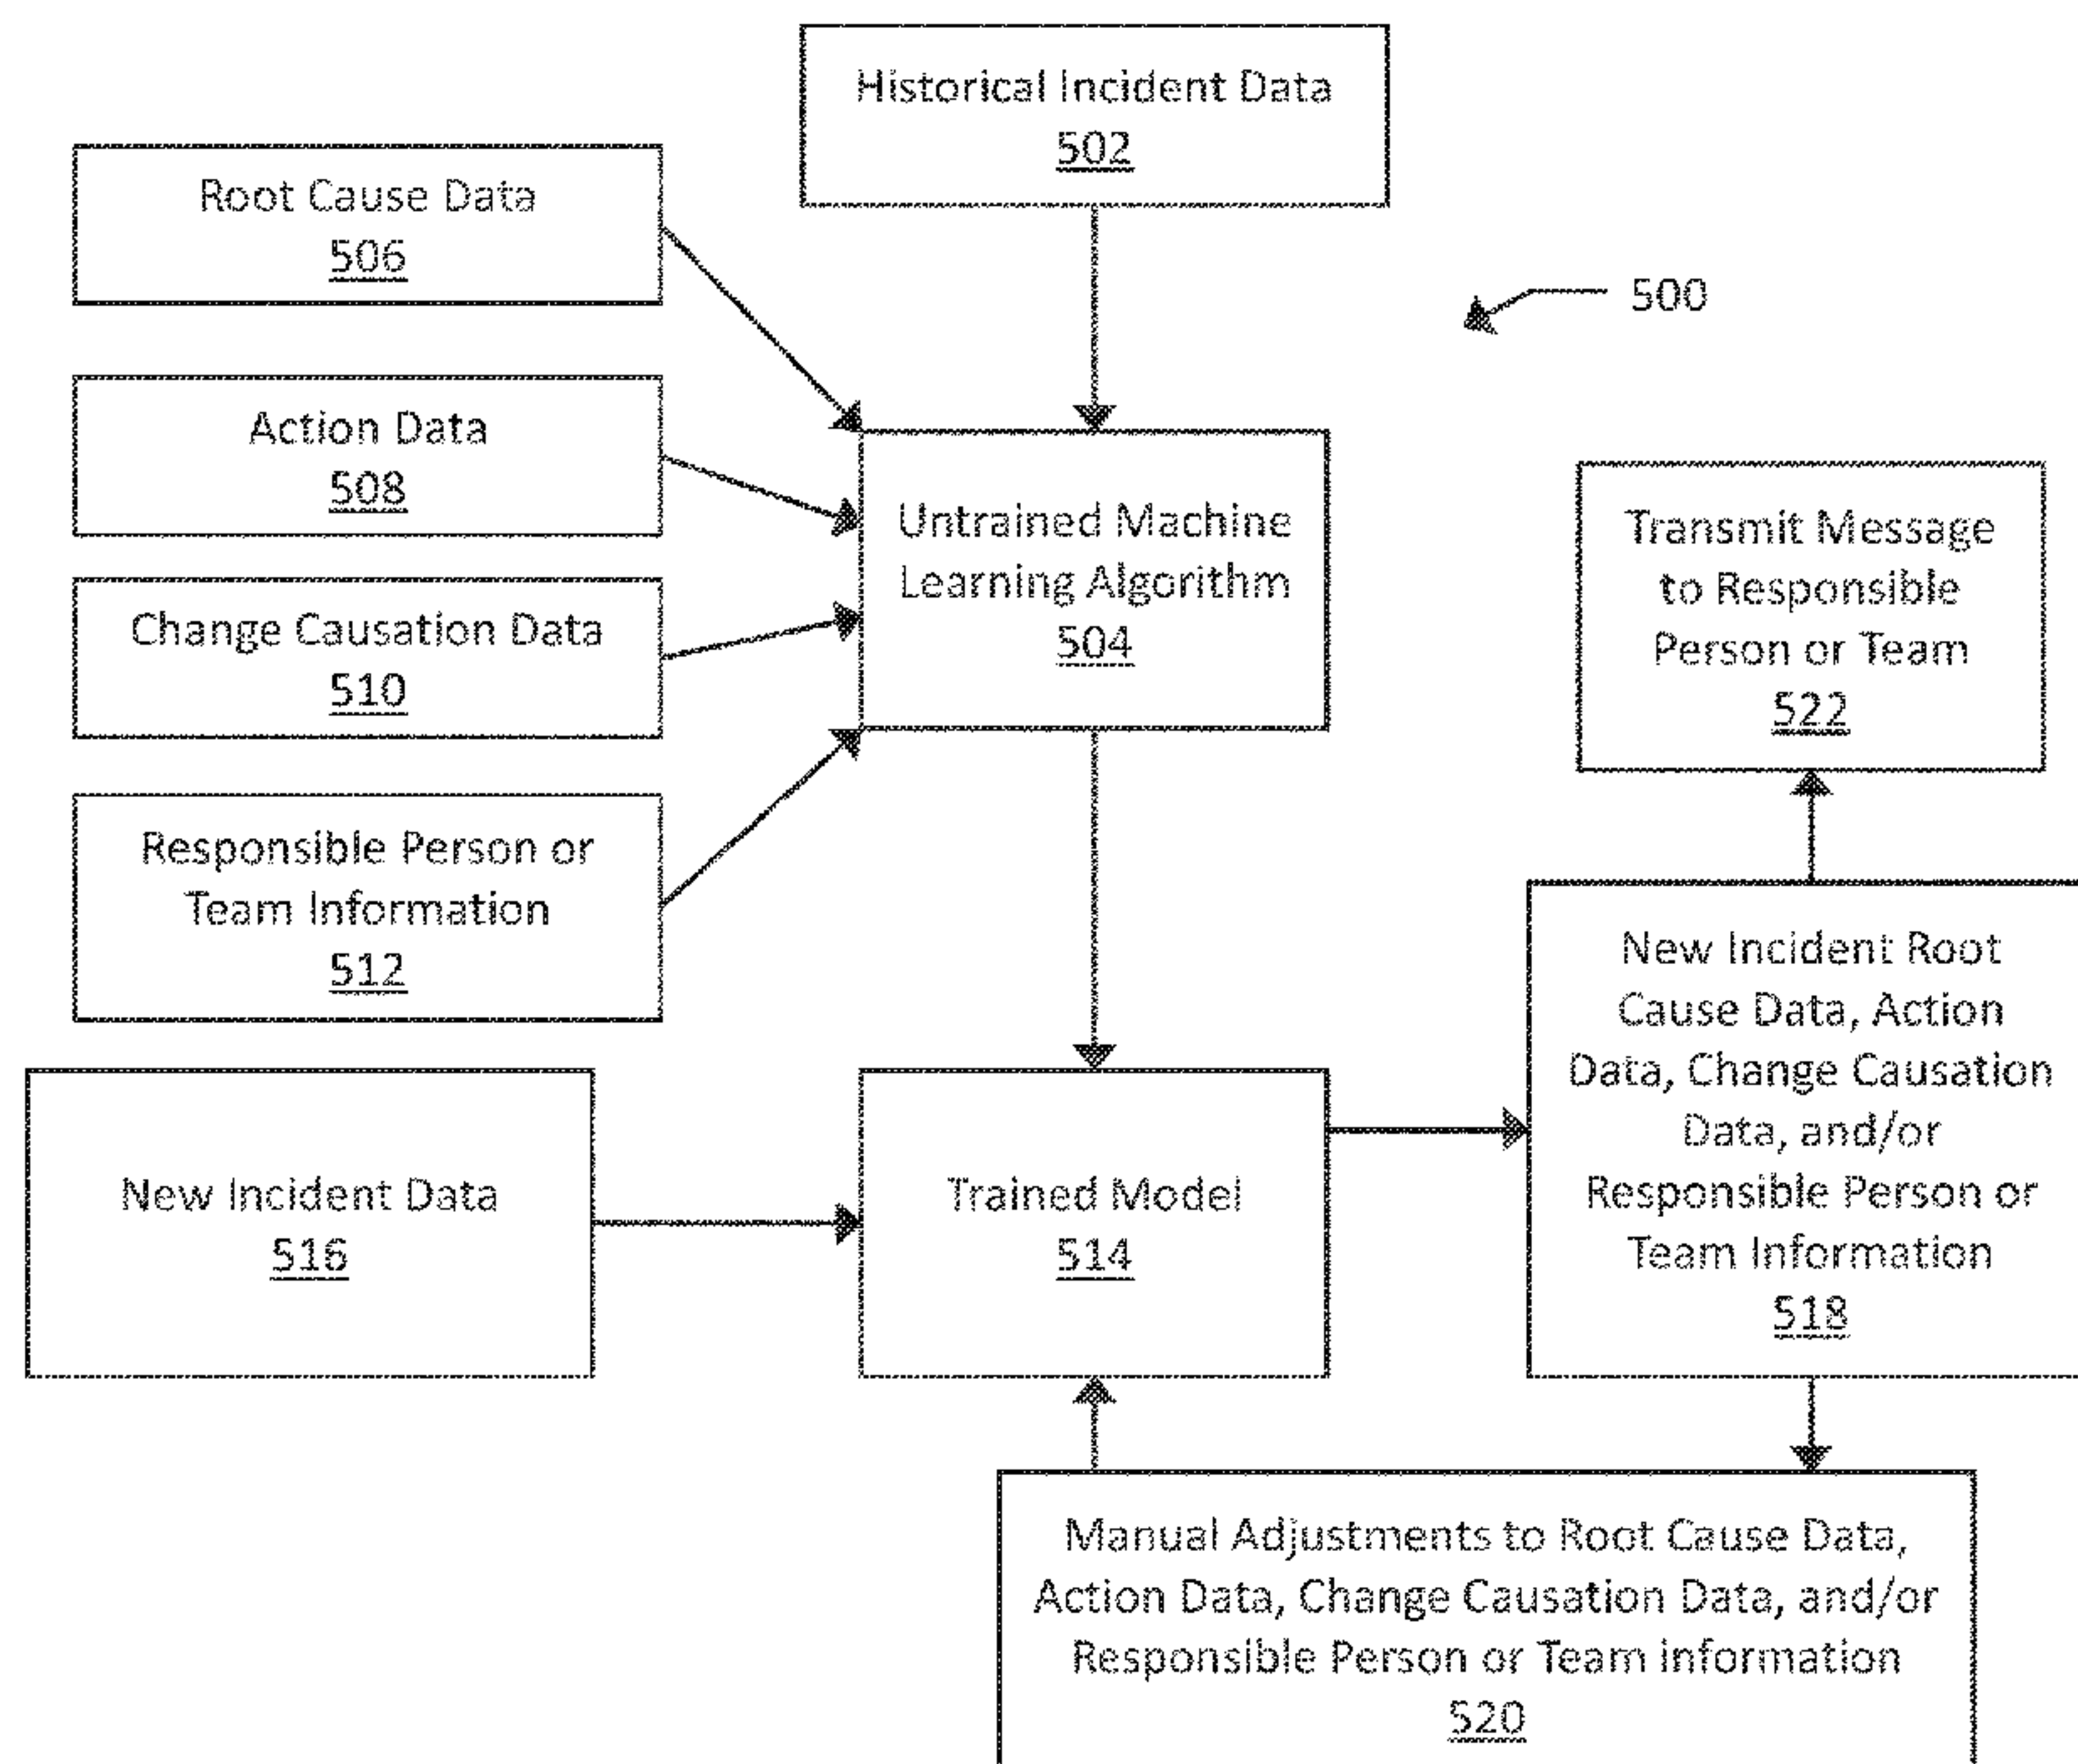 Historical Incident Data
502
Root Cause Data
506
500
Action Data
508
Untrained Machine
Learning Algorithm
504
Transmit Message
to Responsible
Person or Team
522
Change Causation Data
510
Responsible Person or
Team Information
512
New Incident Root
Cause Data, Action
Data, Change Causation
Data, and/or
Responsible Person or
Team Information
518
New Incident Data
516
Trained Model
514
Manual Adjustments to Root Cause Data,
Action Data, Change Causation Data, and/or
Responsible Person or Team information
520